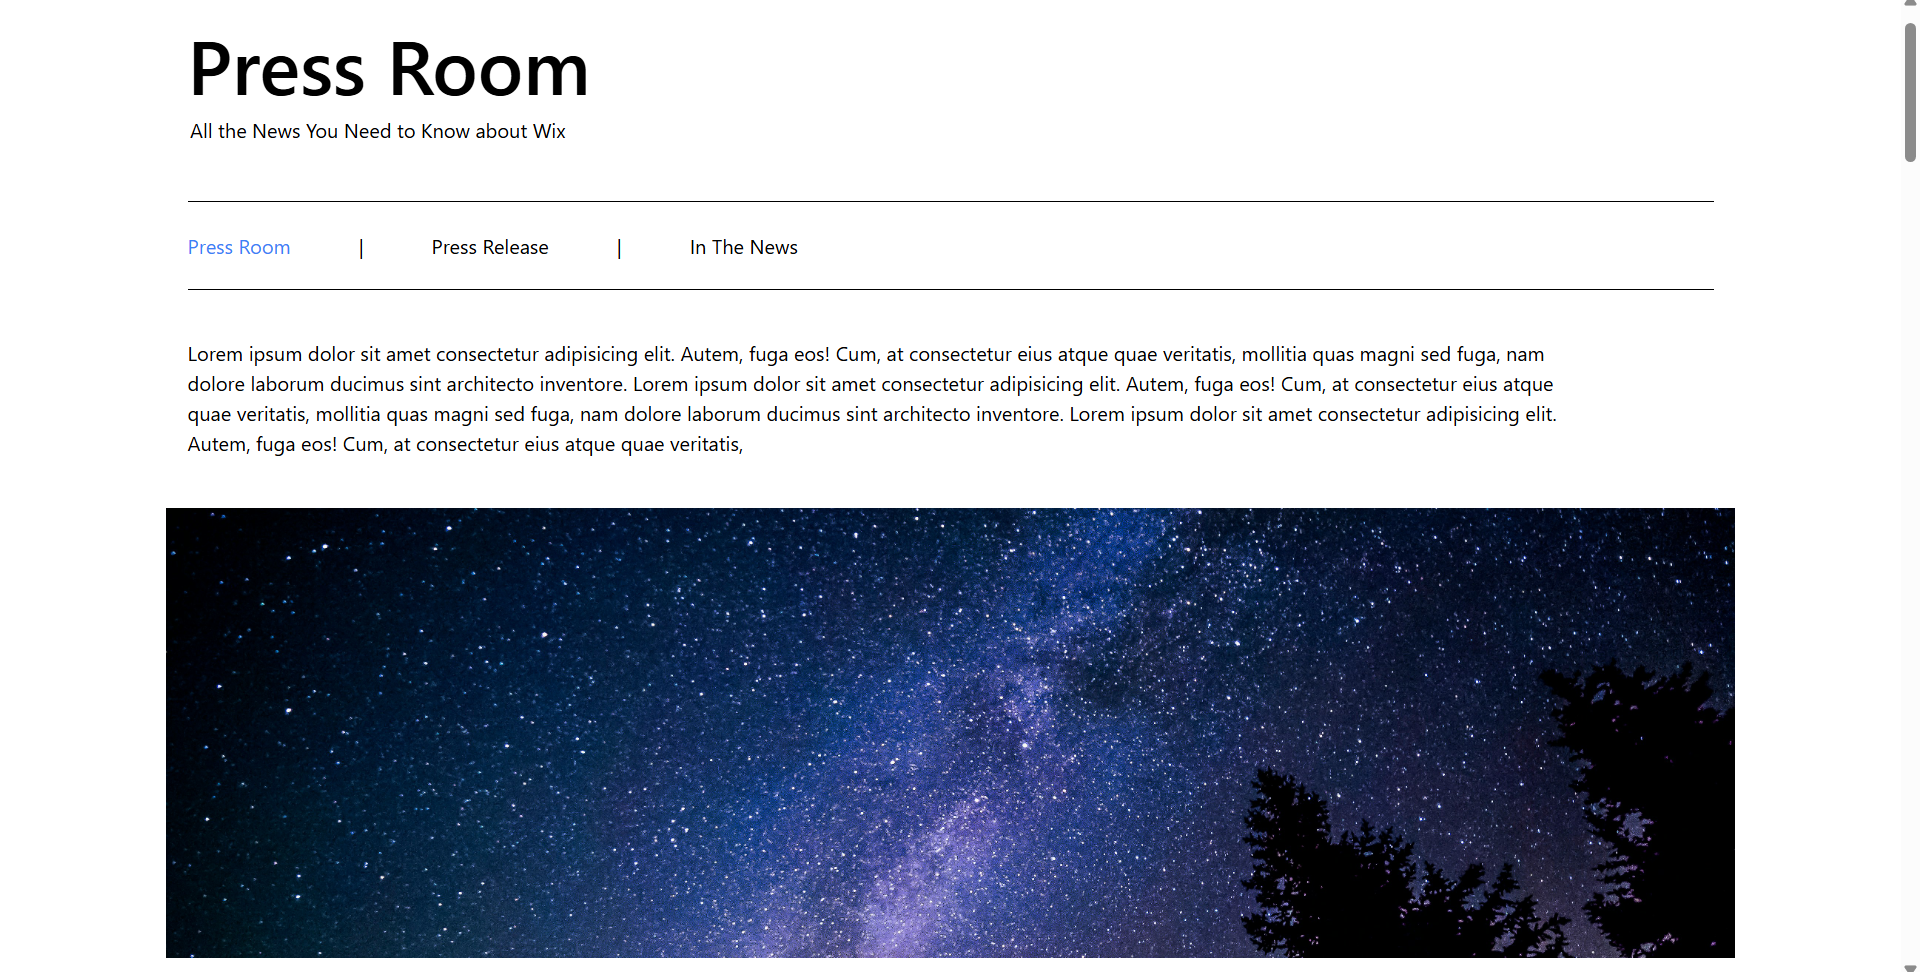 Press Room
All the News You Need to Know about Wix
Press Room | Press Release | In The News
Lorem ipsum dolor sit amet consectetur adipisicing elit. Autem, fuga eos! Cum, at consectetur eius atque quae veritatis, mollitia quas magni sed fuga, nam
dolore laborum ducimus sint architecto inventore. Lorem ipsum dolor sit amet consectetur adipisicing elit. Autem, fuga eos! Cum, at consectetur eius atque
quae veritatis, mollitia quas magni sed fuga, nam dolore laborum ducimus sint architecto inventore. Lorem ipsum dolor sit amet consectetur adipisicing elit.
Autem, fuga eos! Cum, at consectetur eius atque quae veritatis,